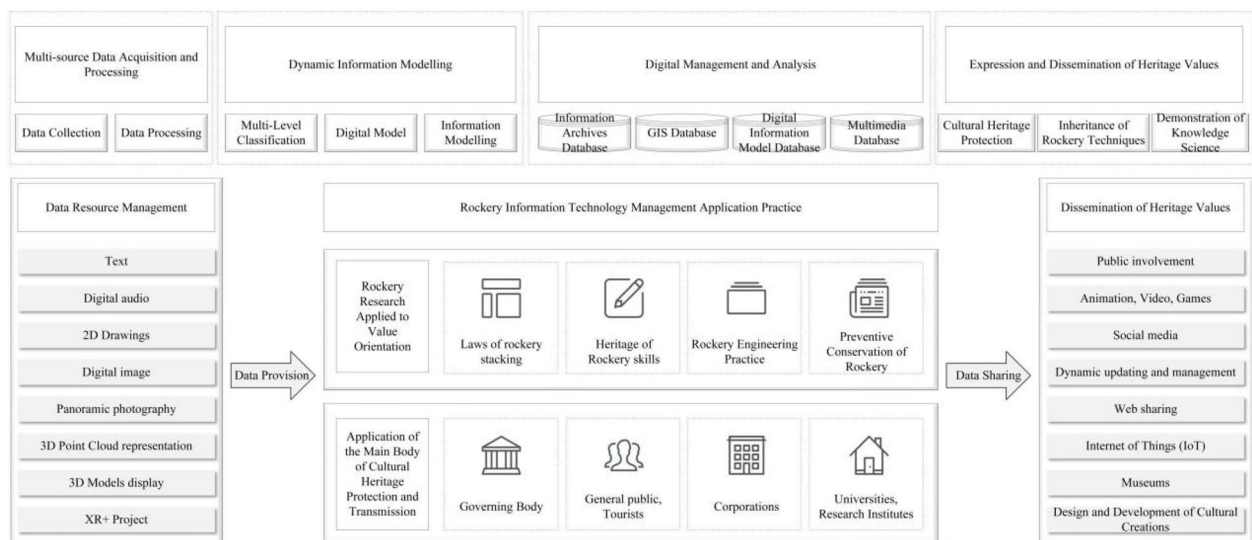 Multi-source Data Acquisition and
Processing
Data Collection
Data Processing
Dynamic Information Modelling
Multi-Level
Classification
Digital Model
Information
Modelling
Digital Management and Analysis
Information
Archives
Database
GIS Database
Digital
Information
Model Database
Multimedia
Database
Expression and Dissemination of Heritage Values
Cultural Heritage
Protection
Inheritance of
Rockery Techniques
Demonstration of
Knowledge
Science
Data Resource Management
Text
Digital audio
2D Drawings
Digital image
Panoramic photography
3D Point Cloud representation
3D Models display
XR+ Project
Data Provision
Rockery Information Technology Management Application Practice
Rockery
Research
Applied to
Value
Orientation
Laws of rockery
stacking
Heritage of
Rockery skills
Rockery Engineering
Practice
Preventive
Conservation of
Rockery
Application of
the Main Body
of Cultural
Heritage
Protection and
Transmission
Governing Body
General public,
Tourists
Corporations
Universities,
Research Institutes
Data Sharing
Dissemination of Heritage Values
Public involvement
Animation, Video, Games
Social media
Dynamic updating and management
Web sharing
Internet of Things (IoT)
Museums
Design and Development of Cultural
Creations